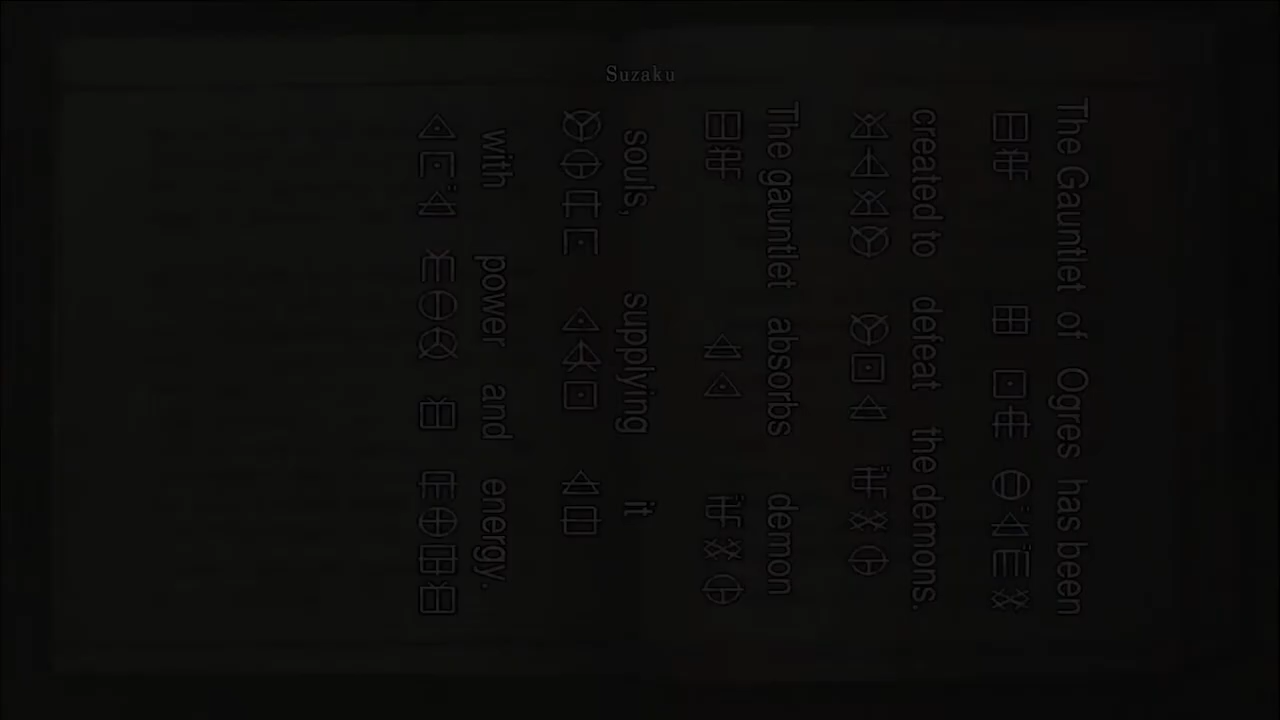 Suzaku
The Gauntlet of Ogres has been
created to defeat the demons.
The gauntlet absorbs demon
souls, supplying it
with power and energy.